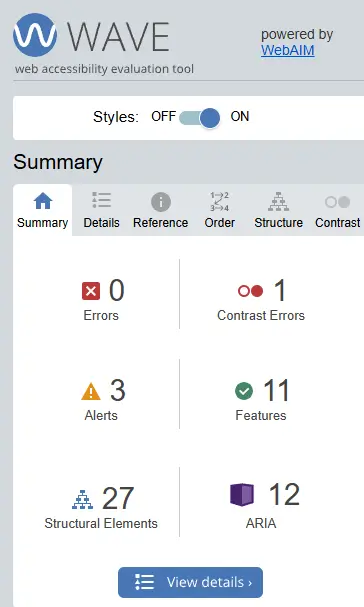 WAVE
powered by
WebAIM
web accessibility evaluation tool
Styles: OFF ON
Summary
Summary Details Reference Order Structure Contrast
0 1
Errors Contrast Errors
3 11
Alerts Features
27 12
Structural Elements ARIA
View details ›